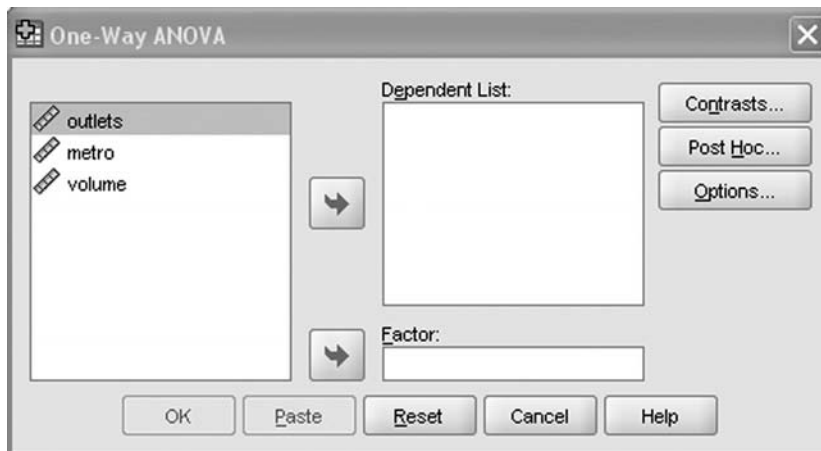 One-Way ANOVA
outlets
metro
volume
Dependent List:
Contrasts...
Post Hoc...
Options...
Factor:
OK
Paste
Reset
Cancel
Help